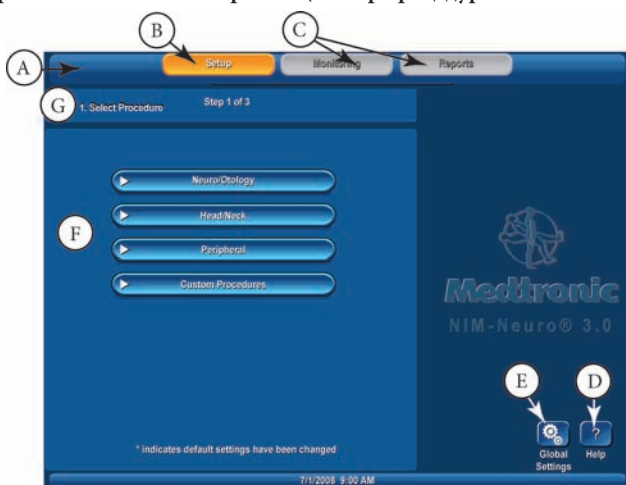 B
C
A
Setup
Monitoring
Reports
G
1. Select Procedure
Step 1 of 3
Neuro/Otology
F
Head/Neck
Peripheral
Custom Procedures
Medtronic
NIM-Neuro® 3.0
E
D
?
* indicates default settings have been changed
Global Settings
Help
7/1/2008 9:00 AM